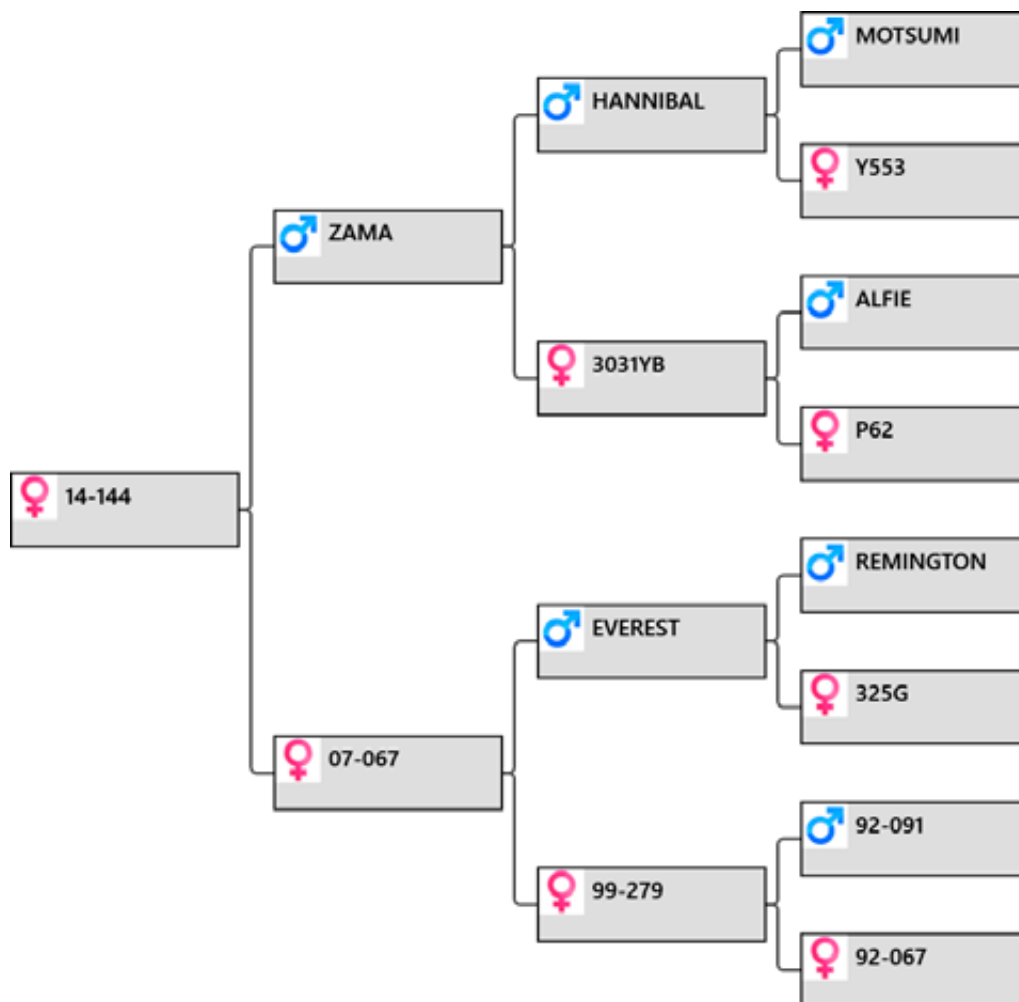 MOTSUMI
HANNIBAL
Y553
ZAMA
ALFIE
3031YB
P62
14-144
REMINGTON
EVEREST
325G
07-067
92-091
99-279
92-067